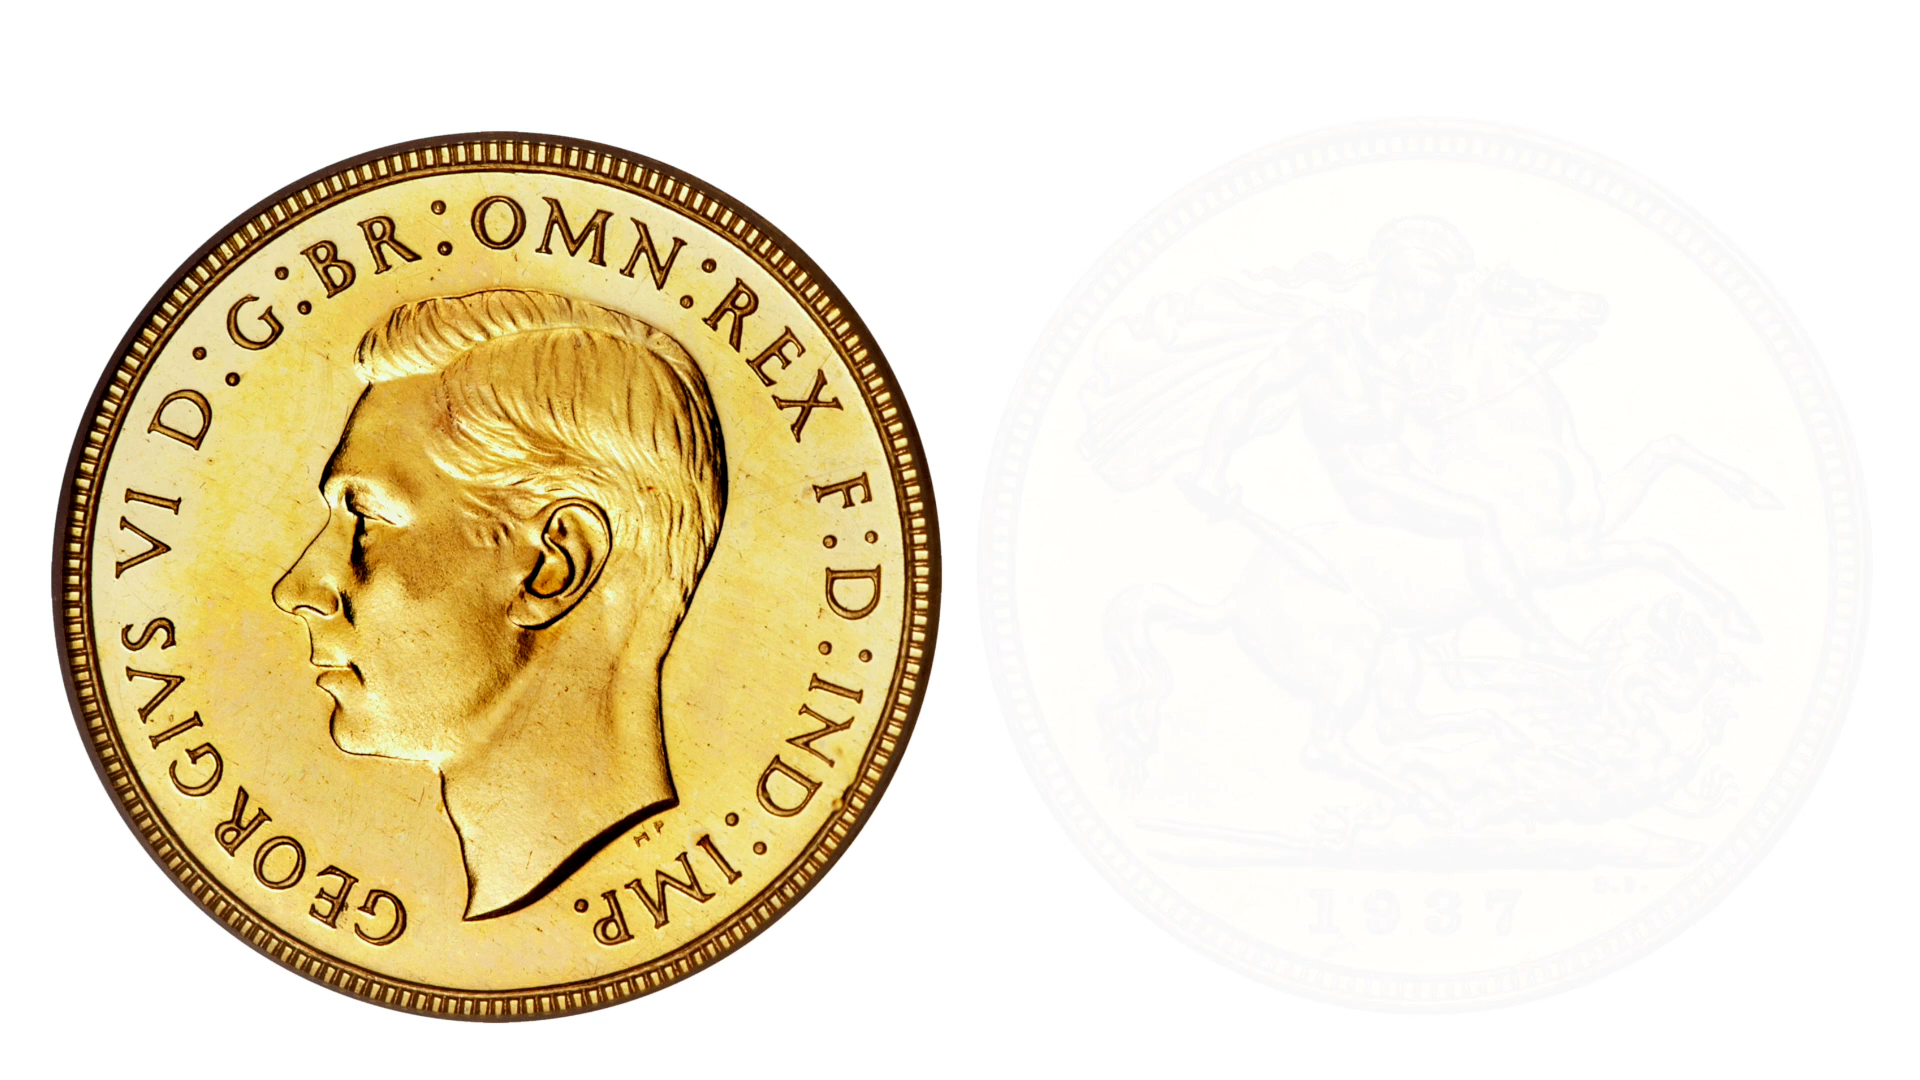 GEORGIVS VI D:G:BR:OMN:REX F:D:IND:IMP.
HP
1937
B.P.